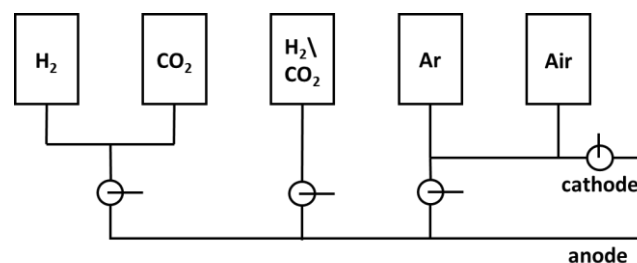 H₂
CO₂
H₂\
CO₂
Ar
Air
cathode
anode